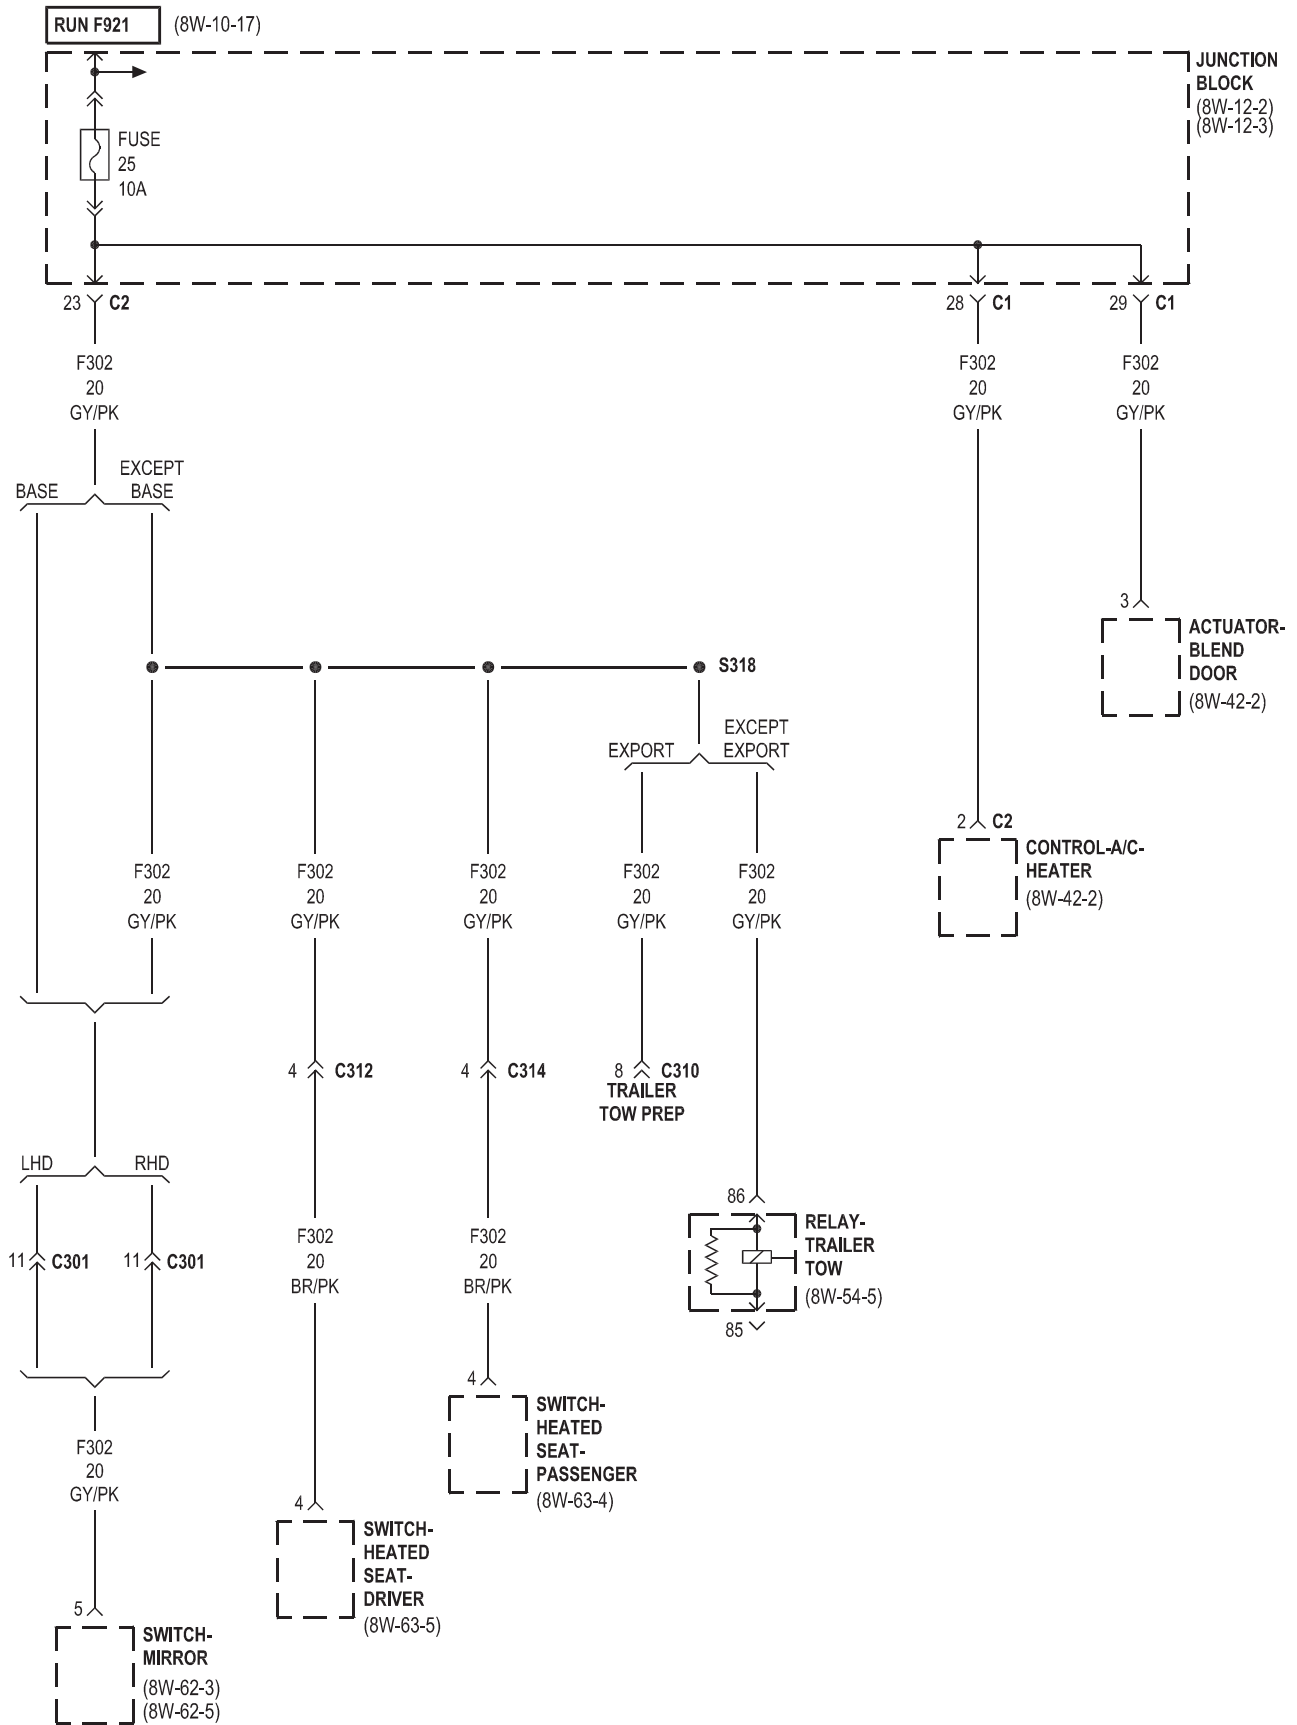 RUN F921
(8W-10-17)
JUNCTION
BLOCK
(8W-12-2)
(8W-12-3)
FUSE
25
10A
23 C2
28 C1
29 C1
F302
20
GY/PK
F302
20
GY/PK
F302
20
GY/PK
BASE
EXCEPT
BASE
3
ACTUATOR-
BLEND
DOOR
(8W-42-2)
S318
EXPORT
EXCEPT
EXPORT
2 C2
CONTROL-A/C-
HEATER
(8W-42-2)
F302
20
GY/PK
F302
20
GY/PK
F302
20
GY/PK
F302
20
GY/PK
F302
20
GY/PK
4 C312
4 C314
8 C310
TRAILER
TOW PREP
LHD
RHD
11 C301
11 C301
86
RELAY-
TRAILER
TOW
(8W-54-5)
85
F302
20
BR/PK
F302
20
BR/PK
4
SWITCH-
HEATED
SEAT-
PASSENGER
(8W-63-4)
F302
20
GY/PK
4
SWITCH-
HEATED
SEAT-
DRIVER
(8W-63-5)
5
SWITCH-
MIRROR
(8W-62-3)
(8W-62-5)